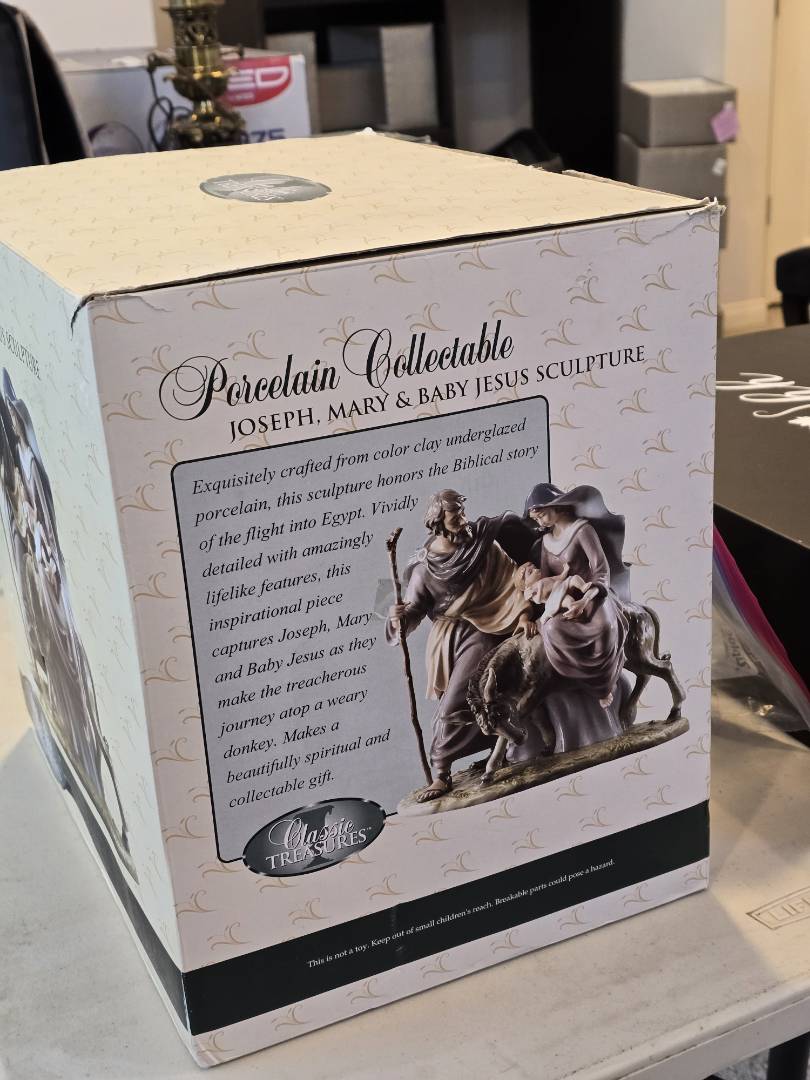 Porcelain Collectable
JOSEPH, MARY & BABY JESUS SCULPTURE
Exquisitely crafted from color clay underglazed
porcelain, this sculpture honors the Biblical story
of the flight into Egypt. Vividly
detailed with amazingly
lifelike features, this
inspirational piece
captures Joseph, Mary
and Baby Jesus as they
make the treacherous
journey atop a weary
donkey. Makes a
beautifully spiritual and
collectable gift.
Classic
TREASURES™
This is not a toy. Keep out of small children's reach. Breakable parts could pose a hazard.
SCULPTURE